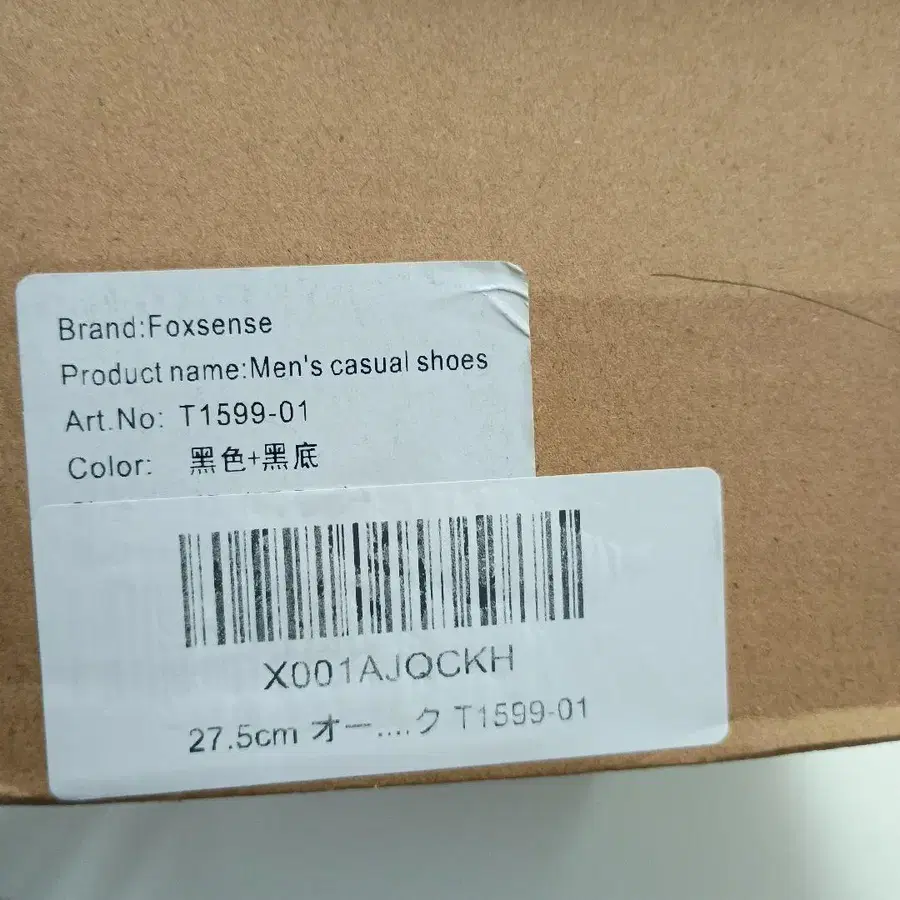 Brand:Foxsense
Product name:Men's casual shoes
Art.No: T1599-01
Color: 黑色+黑底
X001AJQCKH
27.5cm オー....ク T1599-01